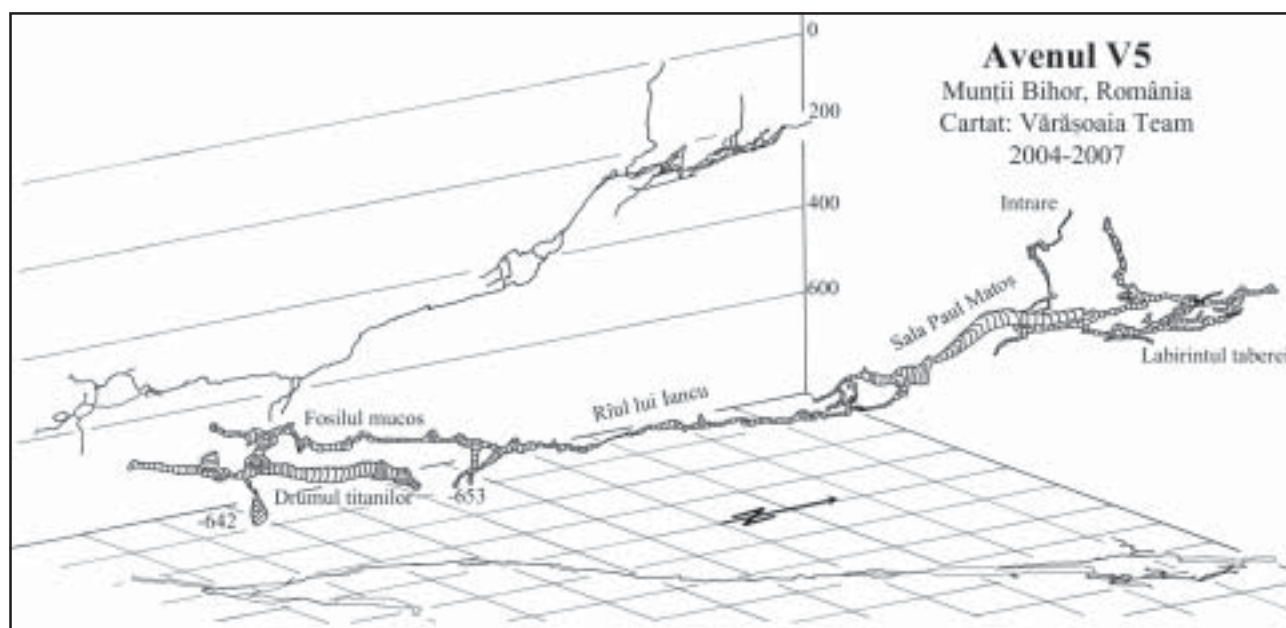 Avenul V5
Munții Bihor, România
Cartat: Vărășoaia Team
2004-2007
0
200
400
600
Intrare
Sala Paul Matoș
Labirintul taberei
Rîul lui Iancu
Fosilul mucos
Drumul titanilor
-653
-642
N